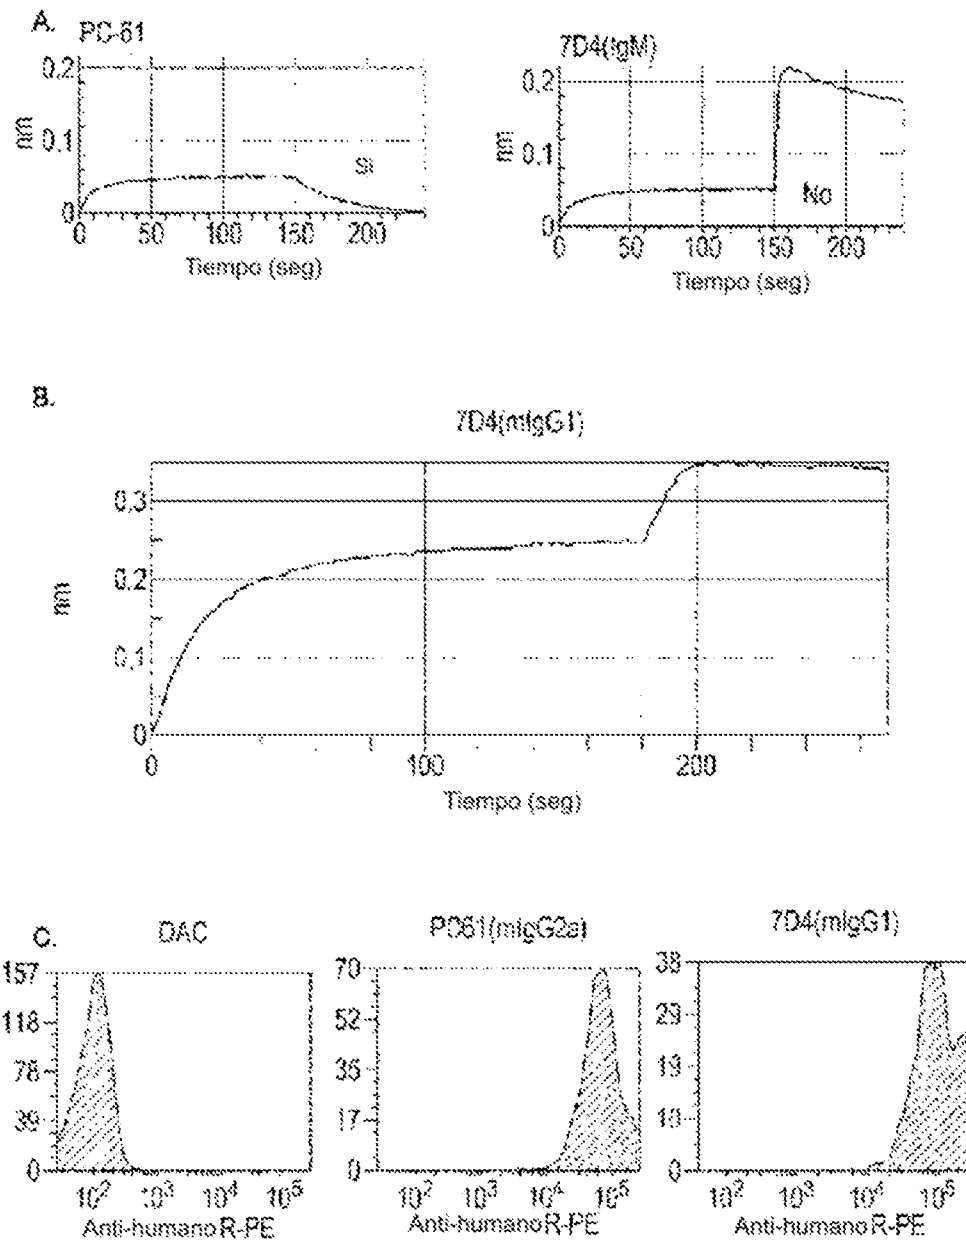 A.
PC-61
7D4(IgM)
0,2
0,1
0
nm
Si
0 50 100 150 200
Tiempo (seg)
0,2
0,1
0
nm
No
0 50 100 150 200
Tiempo (seg)
B.
7D4(mIgG1)
0,3
0,2
0,1
0
nm
0 100 200
Tiempo (seg)
C.
DAC
PC61(mIgG2a)
7D4(mIgG1)
157
118
78
39
0
10² 10³ 10⁴ 10⁵
Anti-humano R-PE
70
52
35
17
0
10² 10³ 10⁴ 10⁵
Anti-humano R-PE
38
29
19
10
0
10² 10³ 10⁴ 10⁵
Anti-humano R-PE